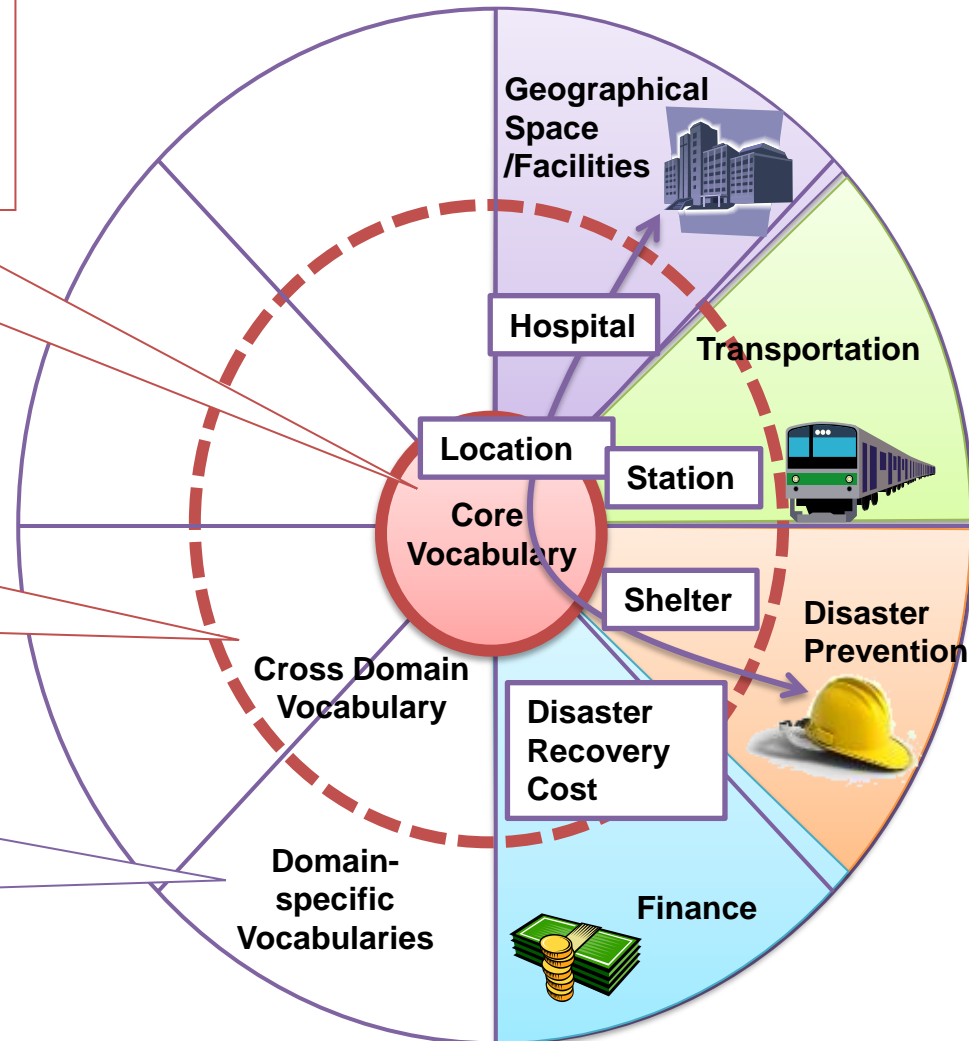 Geographical
Space
/Facilities
Hospital
Transportation
Location
Station
Core
Vocabulary
Shelter
Disaster
Prevention
Cross Domain
Vocabulary
Disaster
Recovery
Cost
Domain-
specific
Vocabularies
Finance